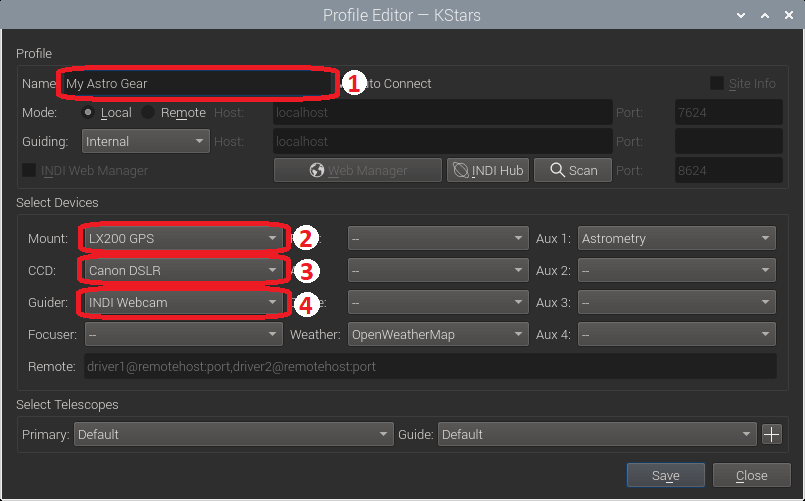 Profile Editor — KStars
Profile
Name My Astro Gear 1 to Connect Site Info
Mode: Local Remote Host: localhost Port: 7624
Guiding: Internal Host: localhost Port:
INDI Web Manager Web Manager INDI Hub Scan Port: 8624
Select Devices
Mount: LX200 GPS 2 -- Aux 1: Astrometry
CCD: Canon DSLR 3 -- Aux 2: --
Guider: INDI Webcam 4 -- Aux 3: --
Focuser: -- Weather: OpenWeatherMap Aux 4: --
Remote: driver1@remotehost:port,driver2@remotehost:port
Select Telescopes
Primary: Default Guide: Default
Save Close